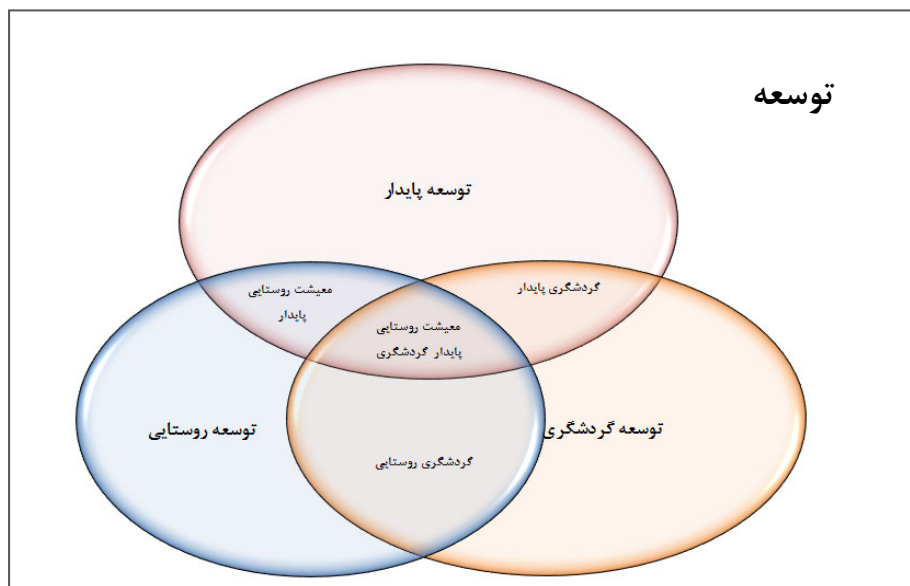 توسعه
توسعه پایدار
معیشت روستایی
پایدار
گردشگری پایدار
معیشت روستایی
پایدار گردشگری
توسعه گردشگری
توسعه روستایی
گردشگری روستایی